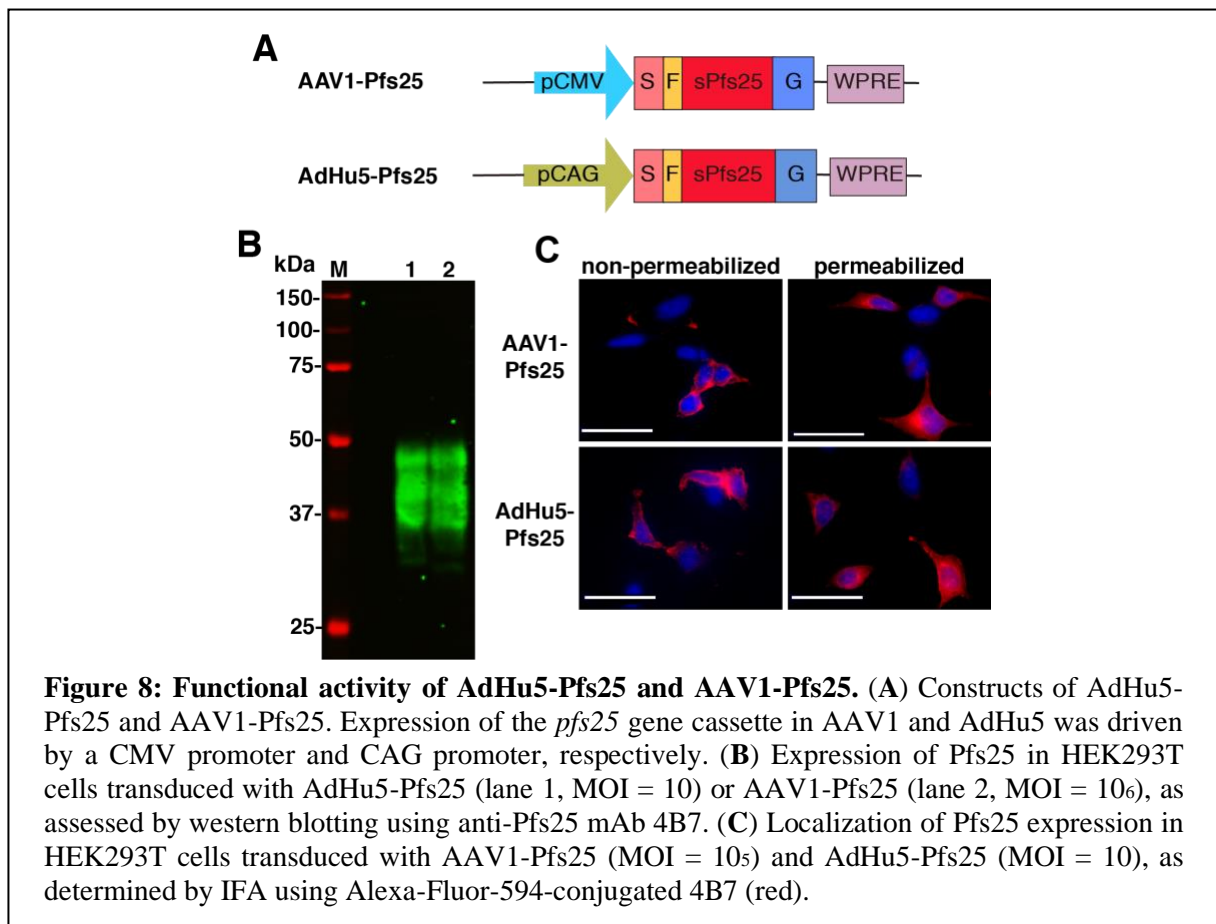 A
AAV1-Pfs25
pCMV S F sPfs25 G WPRE
AdHu5-Pfs25
pCAG S F sPfs25 G WPRE
B
kDa M 1 2
150-
100-
75-
50-
37-
25-
C
non-permeabilized permeabilized
AAV1-
Pfs25
AdHu5-
Pfs25
Figure 8: Functional activity of AdHu5-Pfs25 and AAV1-Pfs25. (A) Constructs of AdHu5-
Pfs25 and AAV1-Pfs25. Expression of the pfs25 gene cassette in AAV1 and AdHu5 was driven
by a CMV promoter and CAG promoter, respectively. (B) Expression of Pfs25 in HEK293T
cells transduced with AdHu5-Pfs25 (lane 1, MOI = 10) or AAV1-Pfs25 (lane 2, MOI = 10₆), as
assessed by western blotting using anti-Pfs25 mAb 4B7. (C) Localization of Pfs25 expression in
HEK293T cells transduced with AAV1-Pfs25 (MOI = 10₅) and AdHu5-Pfs25 (MOI = 10), as
determined by IFA using Alexa-Fluor-594-conjugated 4B7 (red).